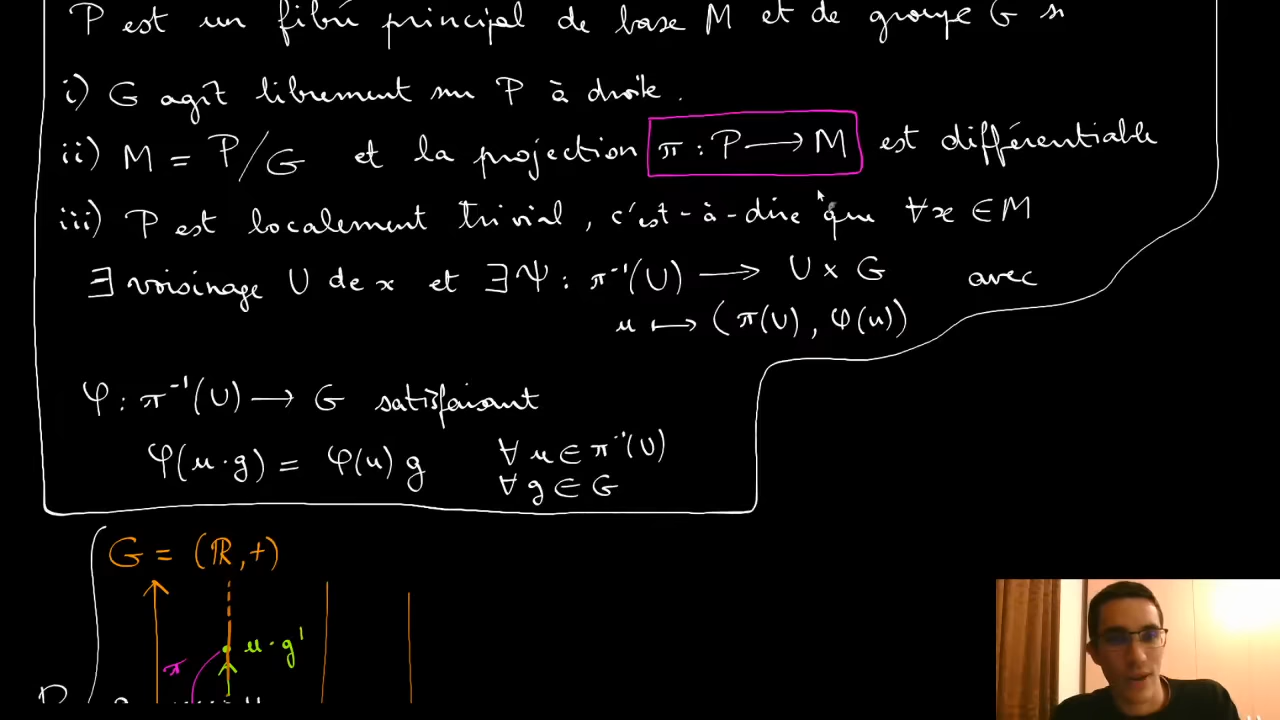 P est un fibré principal de base M et de groupe G si
i) G agit librement sur P à droite.
ii) M = P/G et la projection π : P ⟶ M est différentiable
iii) P est localement trivial, c'est-à-dire que ∀x ∈ M
∃ voisinage U de x et ∃ Ψ : π⁻¹(U) ⟶ U × G avec
u ⟼ (π(U), φ(u))
φ : π⁻¹(U) ⟶ G satisfaisant
φ(u·g) = φ(u) g ∀ u ∈ π⁻¹(U)
∀ g ∈ G
G = (ℝ, +)
u·g'
π